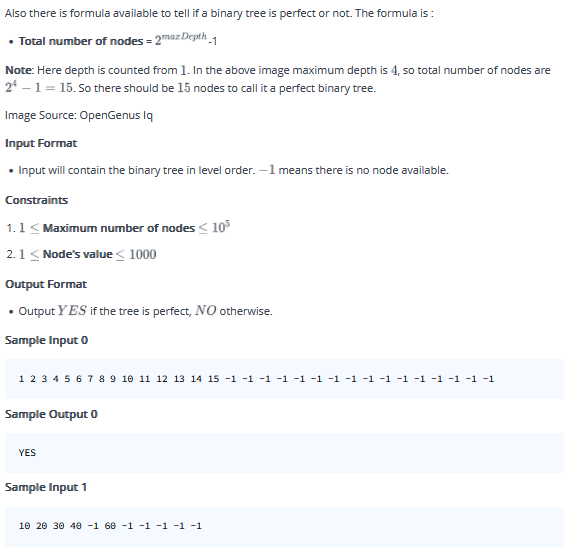 Also there is formula available to tell if a binary tree is perfect or not. The formula is :
• Total number of nodes = 2^maxDepth -1
Note: Here depth is counted from 1. In the above image maximum depth is 4, so total number of nodes are
2^4 − 1 = 15. So there should be 15 nodes to call it a perfect binary tree.
Image Source: OpenGenus Iq
Input Format
• Input will contain the binary tree in level order. −1 means there is no node available.
Constraints
1. 1 ≤ Maximum number of nodes ≤ 10^5
2. 1 ≤ Node's value ≤ 1000
Output Format
• Output YES if the tree is perfect, NO otherwise.
Sample Input 0
1 2 3 4 5 6 7 8 9 10 11 12 13 14 15 -1 -1 -1 -1 -1 -1 -1 -1 -1 -1 -1 -1 -1 -1 -1 -1
Sample Output 0
YES
Sample Input 1
10 20 30 40 -1 60 -1 -1 -1 -1 -1